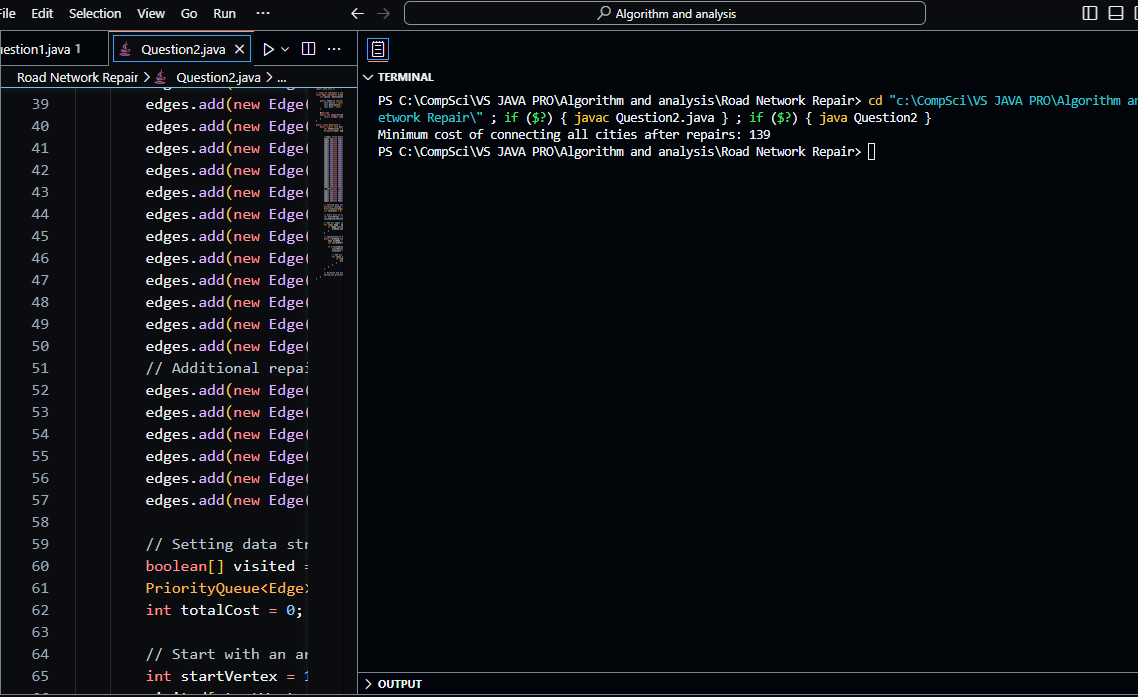 File Edit Selection View Go Run ···
Algorithm and analysis
estion1.java 1
Question2.java
Road Network Repair > Question2.java > ...
39 edges.add(new Edge(
40 edges.add(new Edge(
41 edges.add(new Edge(
42 edges.add(new Edge(
43 edges.add(new Edge(
44 edges.add(new Edge(
45 edges.add(new Edge(
46 edges.add(new Edge(
47 edges.add(new Edge(
48 edges.add(new Edge(
49 edges.add(new Edge(
50 edges.add(new Edge(
51 // Additional repai
52 edges.add(new Edge(
53 edges.add(new Edge(
54 edges.add(new Edge(
55 edges.add(new Edge(
56 edges.add(new Edge(
57 edges.add(new Edge(
58
59 // Setting data str
60 boolean[] visited =
61 PriorityQueue<Edge>
62 int totalCost = 0;
63
64 // Start with an ar
65 int startVertex = 1
TERMINAL
PS C:\CompSci\VS JAVA PRO\Algorithm and analysis\Road Network Repair> cd "c:\CompSci\VS JAVA PRO\Algorithm an
etwork Repair\" ; if ($?) { javac Question2.java } ; if ($?) { java Question2 }
Minimum cost of connecting all cities after repairs: 139
PS C:\CompSci\VS JAVA PRO\Algorithm and analysis\Road Network Repair>
OUTPUT